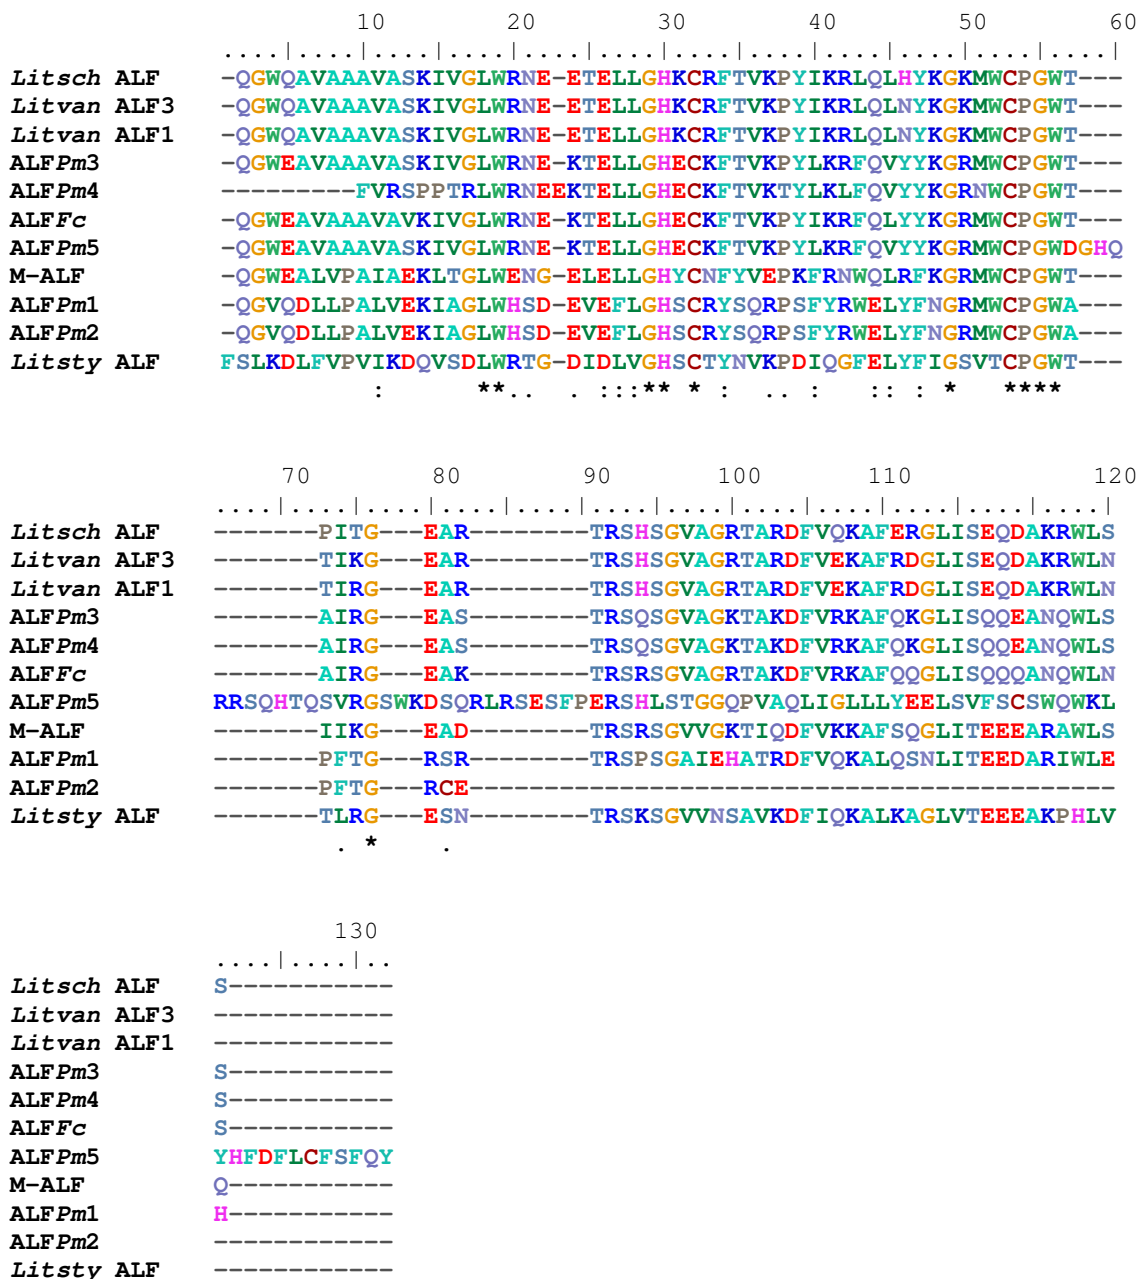 10 20 30 40 50 60
....|....|....|....|....|....|....|....|....|....|....|....|
Litsch ALF -QGWQAVAAAVASKIVGLWRNE-ETELLGHKCRFTVKPYIKRLQLHYKGKMWCPGWT---
Litvan ALF3 -QGWQAVAAAVASKIVGLWRNE-ETELLGHKCRFTVKPYIKRLQLNYKGKMWCPGWT---
Litvan ALF1 -QGWQAVAAAVASKIVGLWRNE-ETELLGHKCRFTVKPYIKRLQLNYKGKMWCPGWT---
ALFPm3 -QGWEAVAAAVASKIVGLWRNE-KTELLGHECKFTVKPYLKRFQVYYKGRMWCPGWT---
ALFPm4 ---------FVRSPPTRLWRNEEKTELLGHECKFTVKTYLKLFQVYYKGRNWCPGWT---
ALFFc -QGWEAVAAAVAVKIVGLWRNE-KTELLGHECKFTVKPYIKRFQLYYKGRMWCPGWT---
ALFPm5 -QGWEAVAAAVASKIVGLWRNE-KTELLGHECKFTVKPYLKRFQVYYKGRMWCPGWDGHQ
M-ALF -QGWEALVPAIAEKLTGLWENG-ELELLGHYCNFYVEPKFRNWQLRFKGRMWCPGWT---
ALFPm1 -QGVQDLLPALVEKIAGLWHSD-EVEFLGHSCRYSQRPSFYRWELYFNGRMWCPGWA---
ALFPm2 -QGVQDLLPALVEKIAGLWHSD-EVEFLGHSCRYSQRPSFYRWELYFNGRMWCPGWA---
Litsty ALF FSLKDLFVPVIKDQVSDLWRTG-DIDLVGHSCTYNVKPDIQGFELYFIGSVTCPGWT---
: **.. . :::** * : .. : :: : * ****
70 80 90 100 110 120
....|....|....|....|....|....|....|....|....|....|....|....|
Litsch ALF -------PITG---EAR--------TRSHSGVAGRTARDFVQKAFERGLISEQDAKRWLS
Litvan ALF3 -------TIKG---EAR--------TRSHSGVAGRTARDFVEKAFRDGLISEQDAKRWLN
Litvan ALF1 -------TIRG---EAR--------TRSHSGVAGRTARDFVEKAFRDGLISEQDAKRWLN
ALFPm3 -------AIRG---EAS--------TRSQSGVAGKTAKDFVRKAFQKGLISQQEANQWLS
ALFPm4 -------AIRG---EAS--------TRSQSGVAGKTAKDFVRKAFQKGLISQQEANQWLS
ALFFc -------AIRG---EAK--------TRSRSGVAGRTAKDFVRKAFQQGLISQQQANQWLN
ALFPm5 RRSQHTQSVRGSWKDSQRLRSESFPERSHLSTGGQPVAQLIGLLLYEELSVFSCSWQWKL
M-ALF -------IIKG---EAD--------TRSRSGVVGKTIQDFVKKAFSQGLITEEEARAWLS
ALFPm1 -------PFTG---RSR--------TRSPSGAIEHATRDFVQKALQSNLITEEDARIWLE
ALFPm2 -------PFTG---RCE-------------------------------------------
Litsty ALF -------TLRG---ESN--------TRSKSGVVNSAVKDFIQKALKAGLVTEEEAKPHLV
. * .
130
....|....|..
Litsch ALF S-----------
Litvan ALF3 ------------
Litvan ALF1 ------------
ALFPm3 S-----------
ALFPm4 S-----------
ALFFc S-----------
ALFPm5 YHFDFLCFSFQY
M-ALF Q-----------
ALFPm1 H-----------
ALFPm2 ------------
Litsty ALF ------------